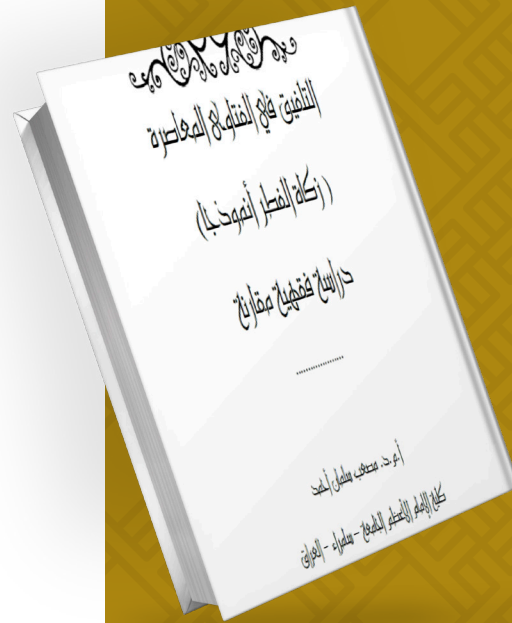 التلفيق في الفتاوى المعاصرة
(زكاة الفطر أنموذجا)
دراسة فقهية مقارنة
....................
أ.م.د. مصعب سلمان أحمد
كلية الإمام الأعظم الجامعة - سامراء - العراق